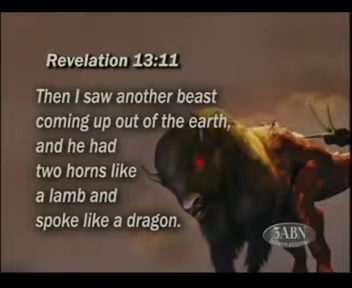 Revelation 13:11
Then I saw another beast
coming up out of the earth,
and he had
two horns like
a lamb and
spoke like a dragon.
3ABN
International